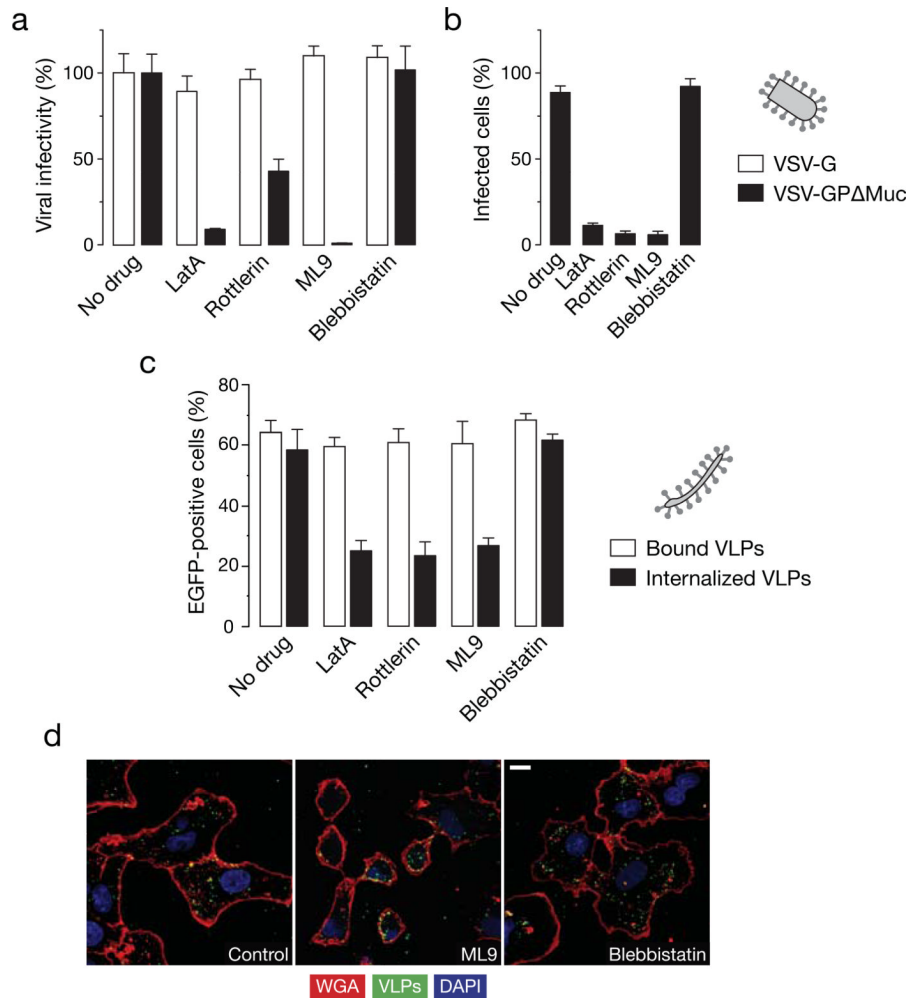 a
Viral infectivity (%)
100
50
0
No drug
LatA
Rottlerin
ML9
Blebbistatin
b
Infected cells (%)
100
50
0
No drug
LatA
Rottlerin
ML9
Blebbistatin
VSV-G
VSV-GPΔMuc
c
EGFP-positive cells (%)
80
60
40
20
0
No drug
LatA
Rottlerin
ML9
Blebbistatin
Bound VLPs
Internalized VLPs
d
Control
ML9
Blebbistatin
WGA VLPs DAPI